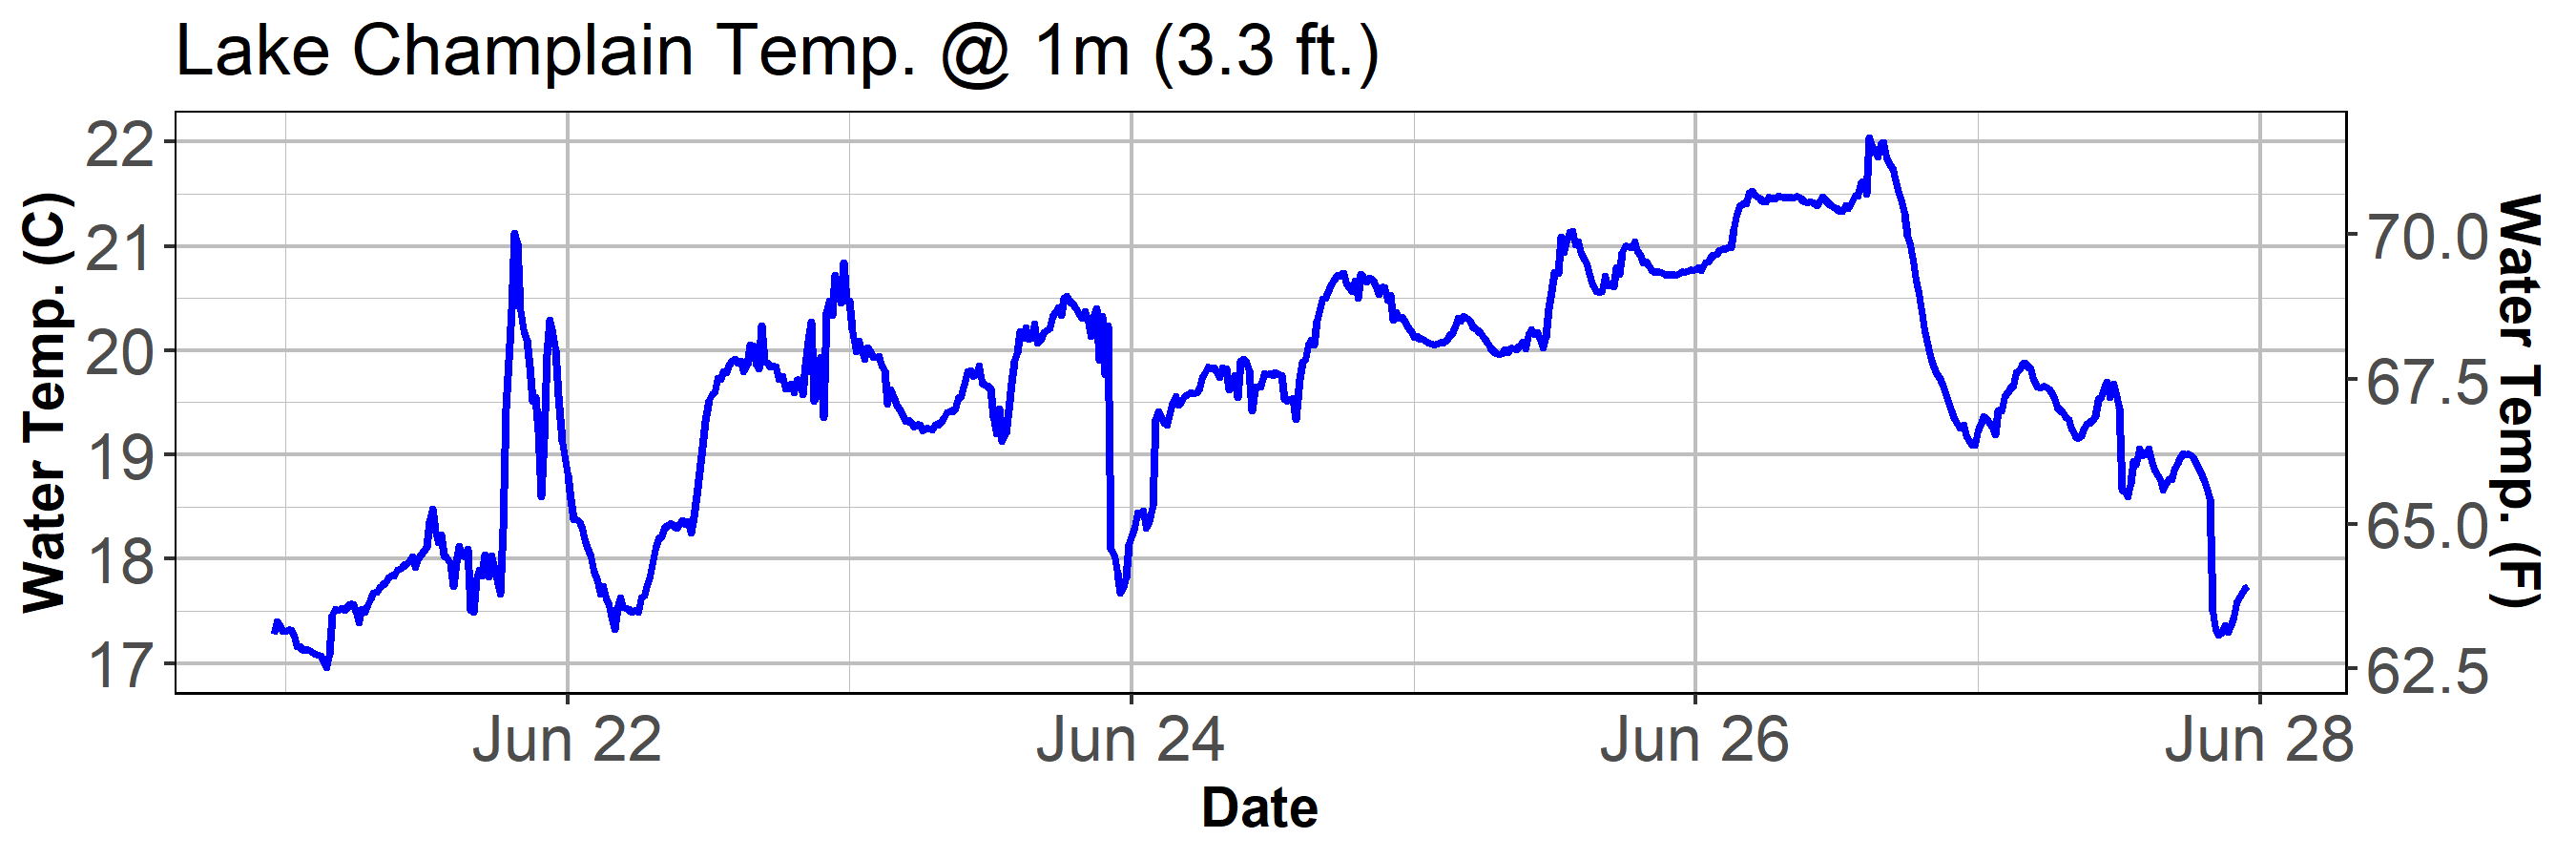 Lake Champlain Temp. @ 1m (3.3 ft.)
Water Temp. (C)
22
21
20
19
18
17
70.0
67.5
65.0
62.5
Water Temp. (F)
Jun 22
Jun 24
Jun 26
Jun 28
Date